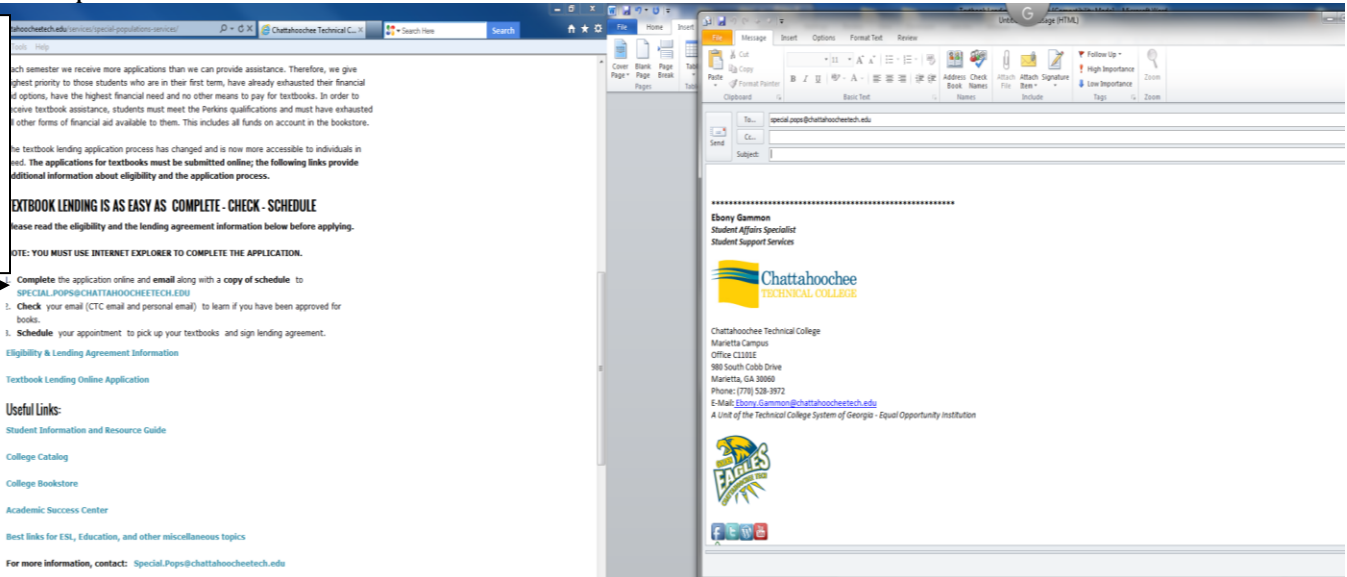 tahoocheetech.edu/services/special-populations-services/
Chattahoochee Technical C...
Search Here
Search
Tools Help
ach semester we receive more applications than we can provide assistance. Therefore, we give
ghest priority to those students who are in their first term, have already exhausted their financial
d options, have the highest financial need and no other means to pay for textbooks. In order to
ceive textbook assistance, students must meet the Perkins qualifications and must have exhausted
l other forms of financial aid available to them. This includes all funds on account in the bookstore.
he textbook lending application process has changed and is now more accessible to individuals in
eed. The applications for textbooks must be submitted online; the following links provide
dditional information about eligibility and the application process.
EXTBOOK LENDING IS AS EASY AS COMPLETE - CHECK - SCHEDULE
lease read the eligibility and the lending agreement information below before applying.
OTE: YOU MUST USE INTERNET EXPLORER TO COMPLETE THE APPLICATION.
Complete the application online and email along with a copy of schedule to
SPECIAL.POPS@CHATTAHOOCHEETECH.EDU
2. Check your email (CTC email and personal email) to learn if you have been approved for
books.
3. Schedule your appointment to pick up your textbooks and sign lending agreement.
Eligibility & Lending Agreement Information
Textbook Lending Online Application
Useful Links:
Student Information and Resource Guide
College Catalog
College Bookstore
Academic Success Center
Best links for ESL, Education, and other miscellaneous topics
For more information, contact: Special.Pops@chattahoocheetech.edu
File Home Insert
Cover Page Blank Page Page Break
Pages
G
File Message Insert Options Format Text Review
Paste Cut Copy Format Painter
11
B I U
Address Book Check Names Attach File Attach Item Signature
Follow Up
High Importance
Low Importance
Zoom
Clipboard Basic Text Names Include Tags Zoom
Send
To... special.pops@chattahoocheetech.edu
Cc...
Subject:
Ebony Gammon
Student Affairs Specialist
Student Support Services
Chattahoochee
TECHNICAL COLLEGE
Chattahoochee Technical College
Marietta Campus
Office C1101E
980 South Cobb Drive
Marietta, GA 30060
Phone: (770) 528-3972
E-Mail: Ebony.Gammon@chattahoocheetech.edu
A Unit of the Technical College System of Georgia - Equal Opportunity Institution
EAGLES